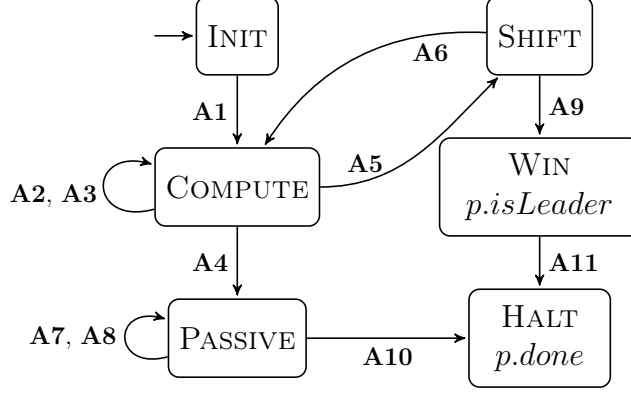 INIT
SHIFT
A6
A1
A9
A5
WIN
p.isLeader
COMPUTE
A2, A3
A4
A11
HALT
p.done
A7, A8
PASSIVE
A10